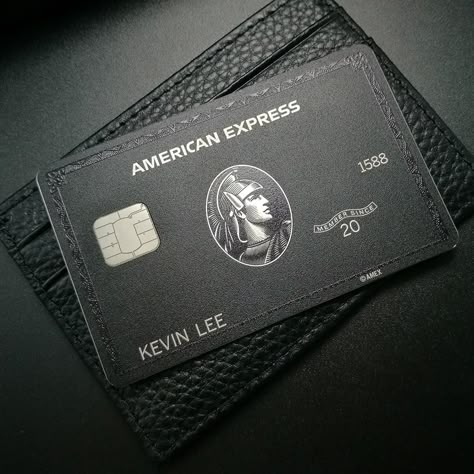 AMERICAN EXPRESS
1588
MEMBER SINCE
20
©AMEX
KEVIN LEE